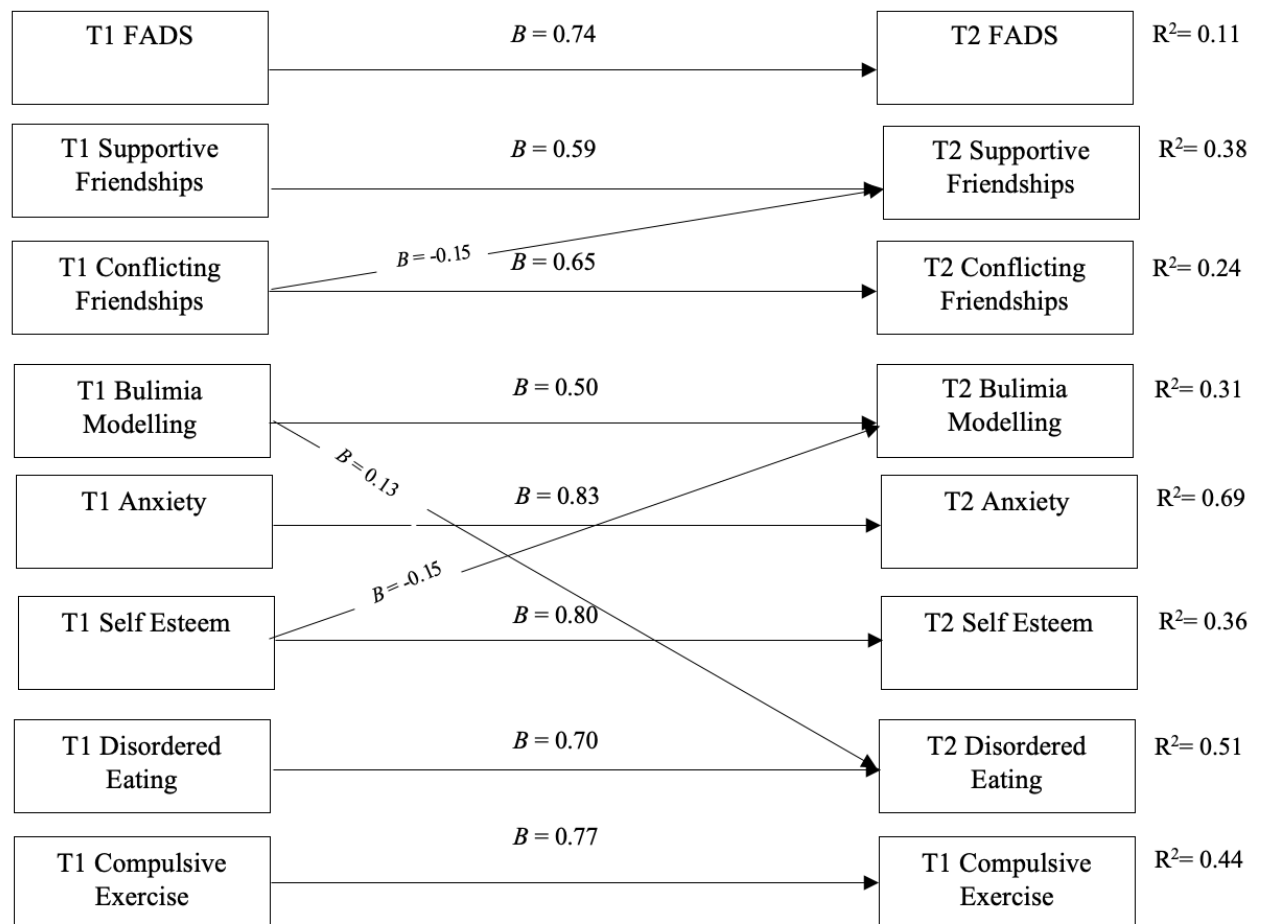 T1 FADS
B = 0.74
T2 FADS
R²= 0.11
T1 Supportive
Friendships
B = 0.59
T2 Supportive
Friendships
R²= 0.38
T1 Conflicting
Friendships
B = -0.15
B = 0.65
T2 Conflicting
Friendships
R²= 0.24
T1 Bulimia
Modelling
B = 0.50
T2 Bulimia
Modelling
R²= 0.31
B = 0.13
T1 Anxiety
B = 0.83
T2 Anxiety
R²= 0.69
B = -0.15
T1 Self Esteem
B = 0.80
T2 Self Esteem
R²= 0.36
T1 Disordered
Eating
B = 0.70
T2 Disordered
Eating
R²= 0.51
T1 Compulsive
Exercise
B = 0.77
T1 Compulsive
Exercise
R²= 0.44